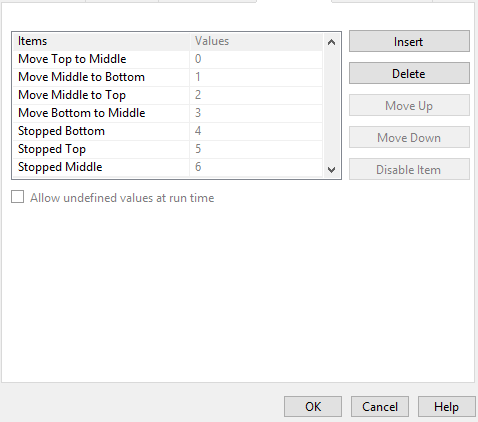 Items Values
Move Top to Middle 0
Move Middle to Bottom 1
Move Middle to Top 2
Move Bottom to Middle 3
Stopped Bottom 4
Stopped Top 5
Stopped Middle 6
Insert
Delete
Move Up
Move Down
Disable Item
Allow undefined values at run time
OK Cancel Help